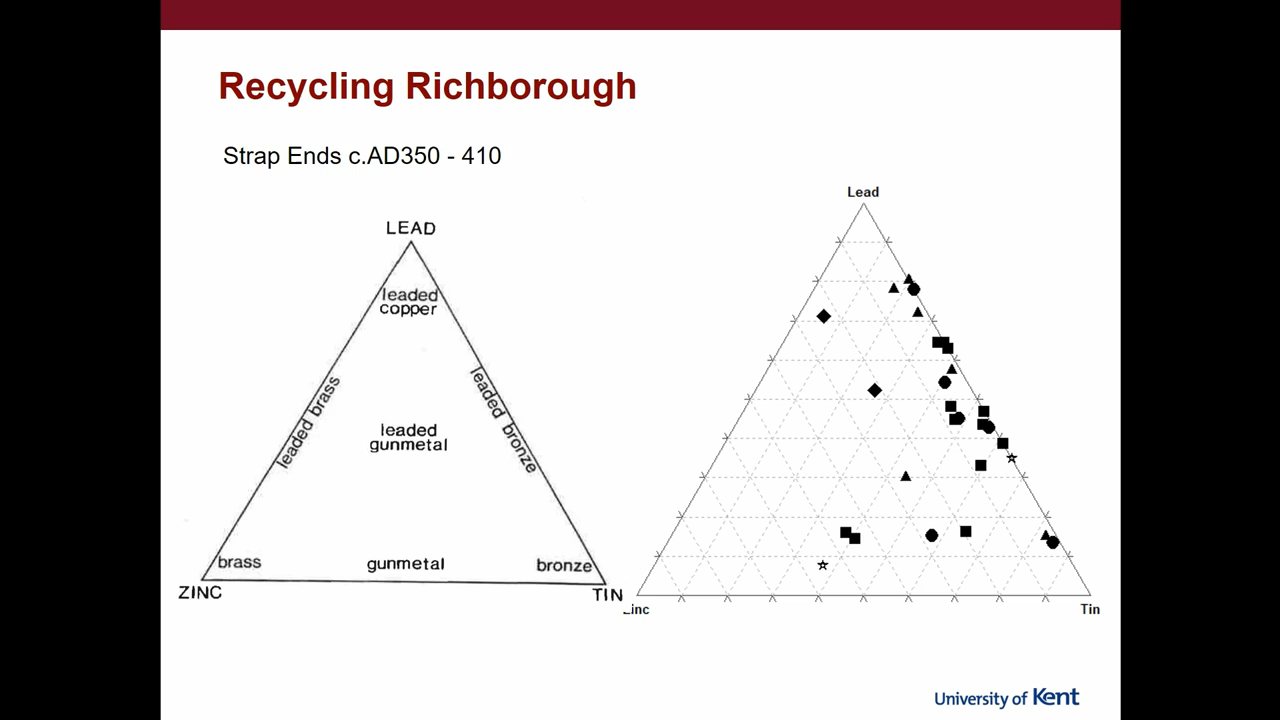 Recycling Richborough
Strap Ends c.AD350 - 410
LEAD
leaded
copper
leaded brass
leaded bronze
leaded
gunmetal
brass
gunmetal
bronze
ZINC
TIN
Lead
inc
Tin
University of Kent